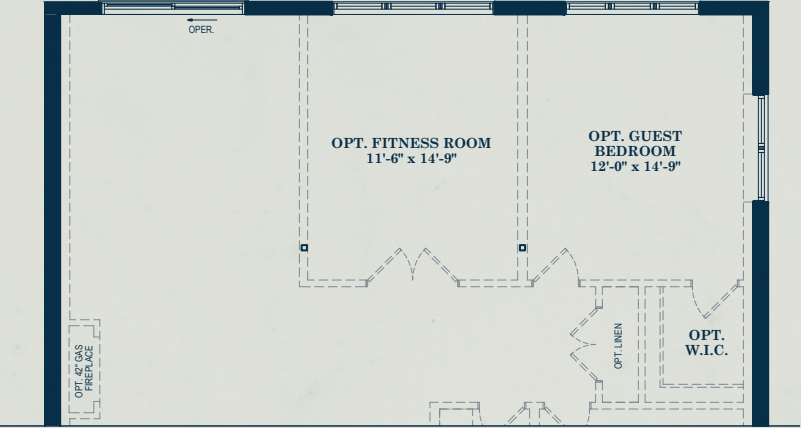 OPER.
OPT. FITNESS ROOM
11'-6" x 14'-9"
OPT. GUEST
BEDROOM
12'-0" x 14'-9"
OPT. 42" GAS
FIREPLACE
OPT. LINEN
OPT.
W.I.C.